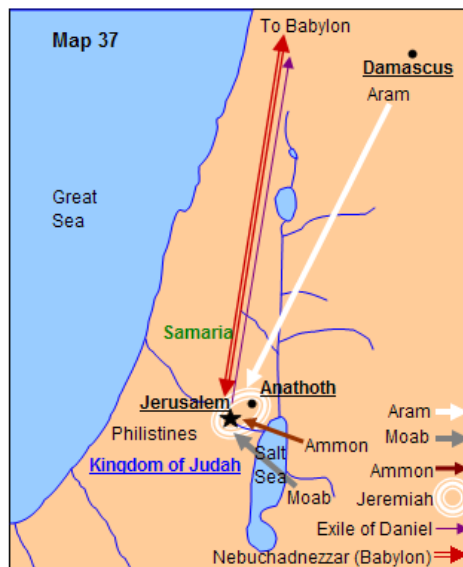 To Babylon
Map 37
Damascus
Aram
Great
Sea
Samaria
Anathoth
Jerusalem
Philistines
Ammon
Salt
Sea
Kingdom of Judah
Moab
Aram
Moab
Ammon
Jeremiah
Exile of Daniel
Nebuchadnezzar (Babylon)